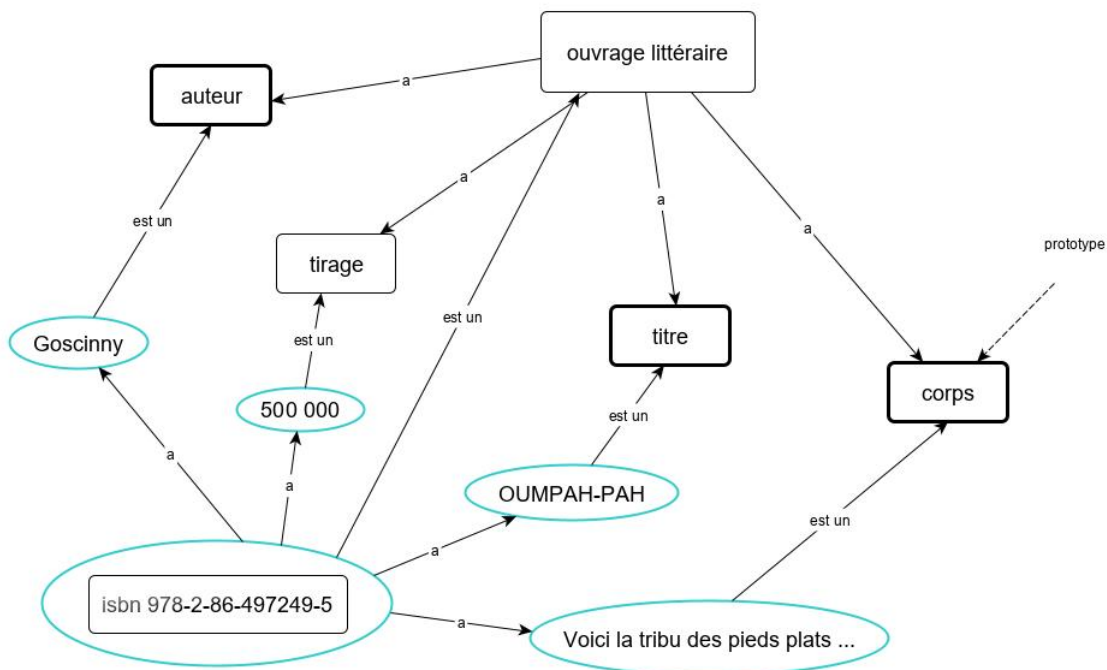 ouvrage littéraire
a
auteur
a
a
a
est un
prototype
tirage
est un
titre
est un
Goscinny
corps
500 000
est un
a
a
OUMPAH-PAH
est un
a
isbn 978-2-86-497249-5
a
Voici la tribu des pieds plats ...